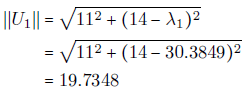 ||U₁|| = √(11² + (14 − λ₁)²)
= √(11² + (14 − 30.3849)²)
= 19.7348